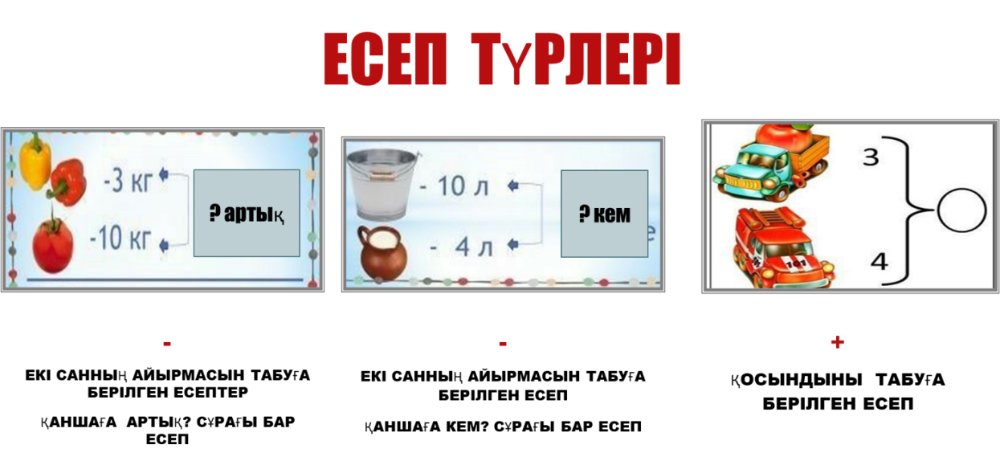 ЕСЕП ТҮРЛЕРІ
-3 кг
-10 кг
? артық
- 10 л
- 4 л
? кем
е
3
4
101
-
ЕКІ САННЫҢ АЙЫРМАСЫН ТАБУҒА
БЕРІЛГЕН ЕСЕПТЕР
ҚАНШАҒА АРТЫҚ? СҰРАҒЫ БАР
ЕСЕП
-
ЕКІ САННЫҢ АЙЫРМАСЫН ТАБУҒА
БЕРІЛГЕН ЕСЕП
ҚАНШАҒА КЕМ? СҰРАҒЫ БАР ЕСЕП
+
ҚОСЫНДЫНЫ ТАБУҒА
БЕРІЛГЕН ЕСЕП